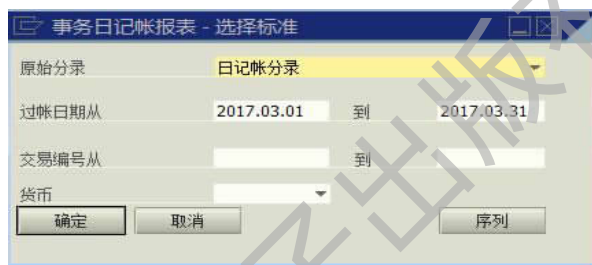 事务日记帐报表 - 选择标准
原始分录 日记帐分录
过帐日期从 2017.03.01 到 2017.03.31
交易编号从 到
货币
确定 取消 序列